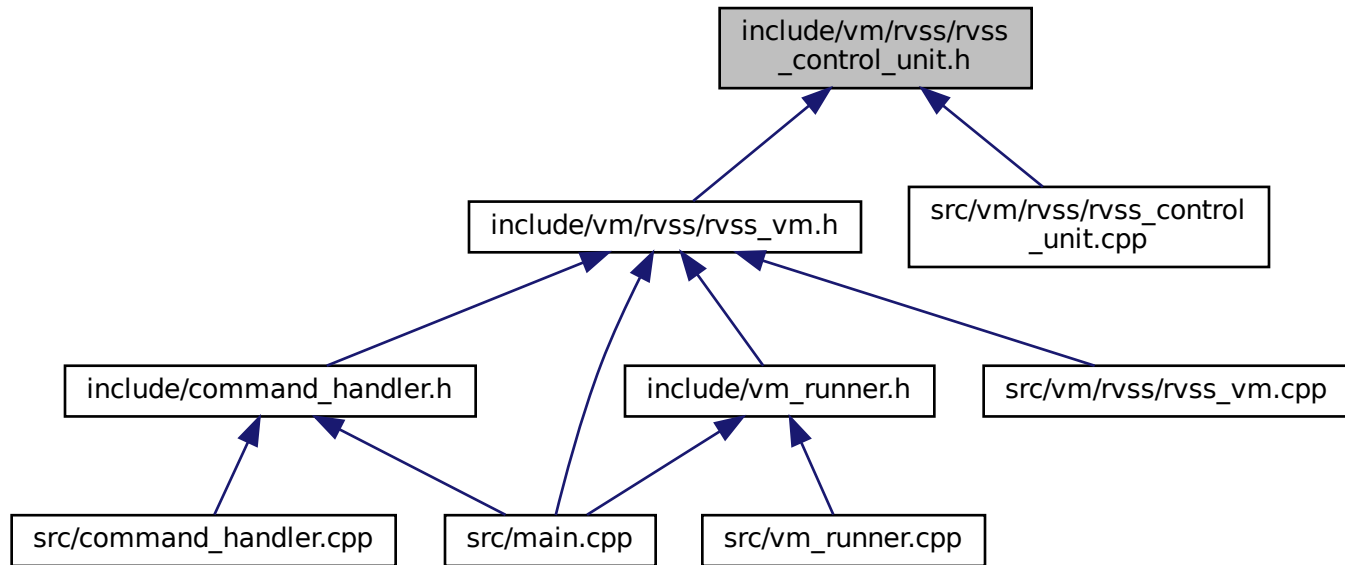 include/vm/rvss/rvss
_control_unit.h
include/vm/rvss/rvss_vm.h
src/vm/rvss/rvss_control
_unit.cpp
include/command_handler.h
include/vm_runner.h
src/vm/rvss/rvss_vm.cpp
src/command_handler.cpp
src/main.cpp
src/vm_runner.cpp